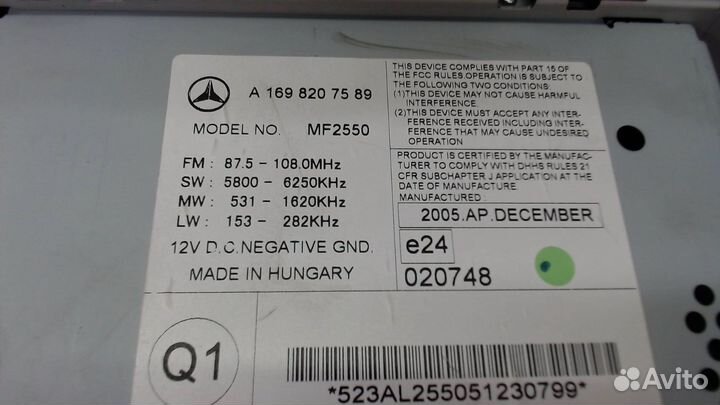 A 169 820 75 89
MODEL NO. MF2550
FM : 87.5 - 108.0MHz
SW : 5800 - 6250KHz
MW : 531 - 1620KHz
LW : 153 - 282KHz
12V D.C.NEGATIVE GND.
MADE IN HUNGARY
THIS DEVICE COMPLIES WITH PART 15 OF
THE FCC RULES.OPERATION IS SUBJECT TO
THE FOLLOWING TWO CONDITIONS:
(1)THIS DEVICE MAY NOT CAUSE HARMFUL
INTERFERENCE.
(2)THIS DEVICE MUST ACCEPT ANY INTER-
FERENCE RECEIVED INCLUDING INTER-
FERENCE THAT MAY CAUSE UNDESIRED
OPERATION
PRODUCT IS CERTIFIED BY THE MANUFAC-
TURER TO COMPLY WITH DHHS RULES 21
CFR SUBCHAPTER J APPLICATION AT THE
DATE OF MANUFACTURE.
MANUFACTURED :
2005.AP.DECEMBER
e24
020748
Q1
*523AL255051230799*
Avito